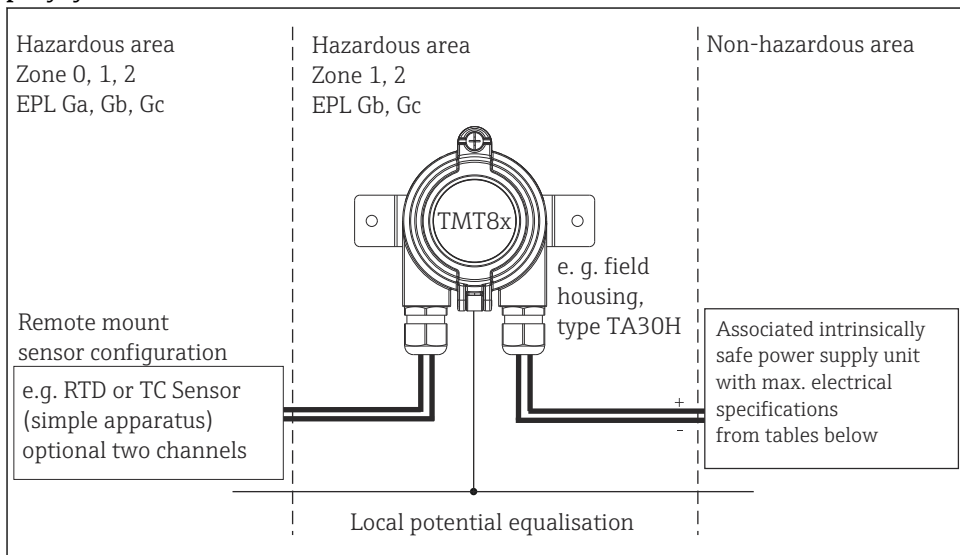 Hazardous area
Zone 0, 1, 2
EPL Ga, Gb, Gc
Hazardous area
Zone 1, 2
EPL Gb, Gc
Non-hazardous area
TMT8x
e. g. field
housing,
type TA30H
Remote mount
sensor configuration
e.g. RTD or TC Sensor
(simple apparatus)
optional two channels
+
-
Associated intrinsically
safe power supply unit
with max. electrical
specifications
from tables below
Local potential equalisation